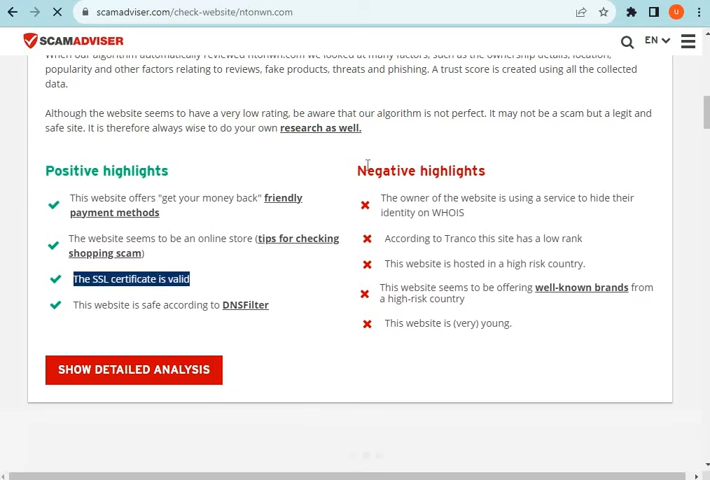 scamadviser.com/check-website/ntonwn.com
U
SCAMADVISER
EN
When our algorithm automatically reviewed ntonwn.com we looked at many factors, such as the ownership details, location,
popularity and other factors relating to reviews, fake products, threats and phishing. A trust score is created using all the collected
data.
Although the website seems to have a very low rating, be aware that our algorithm is not perfect. It may not be a scam but a legit and
safe site. It is therefore always wise to do your own research as well.
Positive highlights
This website offers "get your money back" friendly
payment methods
The website seems to be an online store (tips for checking
shopping scam)
The SSL certificate is valid
This website is safe according to DNSFilter
SHOW DETAILED ANALYSIS
Negative highlights
The owner of the website is using a service to hide their
identity on WHOIS
According to Tranco this site has a low rank
This website is hosted in a high risk country.
This website seems to be offering well-known brands from
a high-risk country
This website is (very) young.